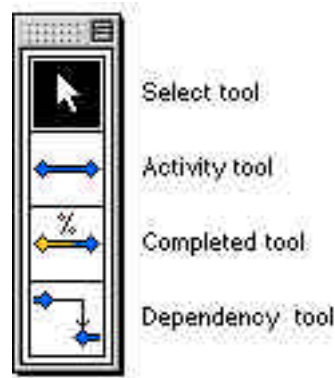 Select tool
Activity tool
%
Completed tool
Dependency tool